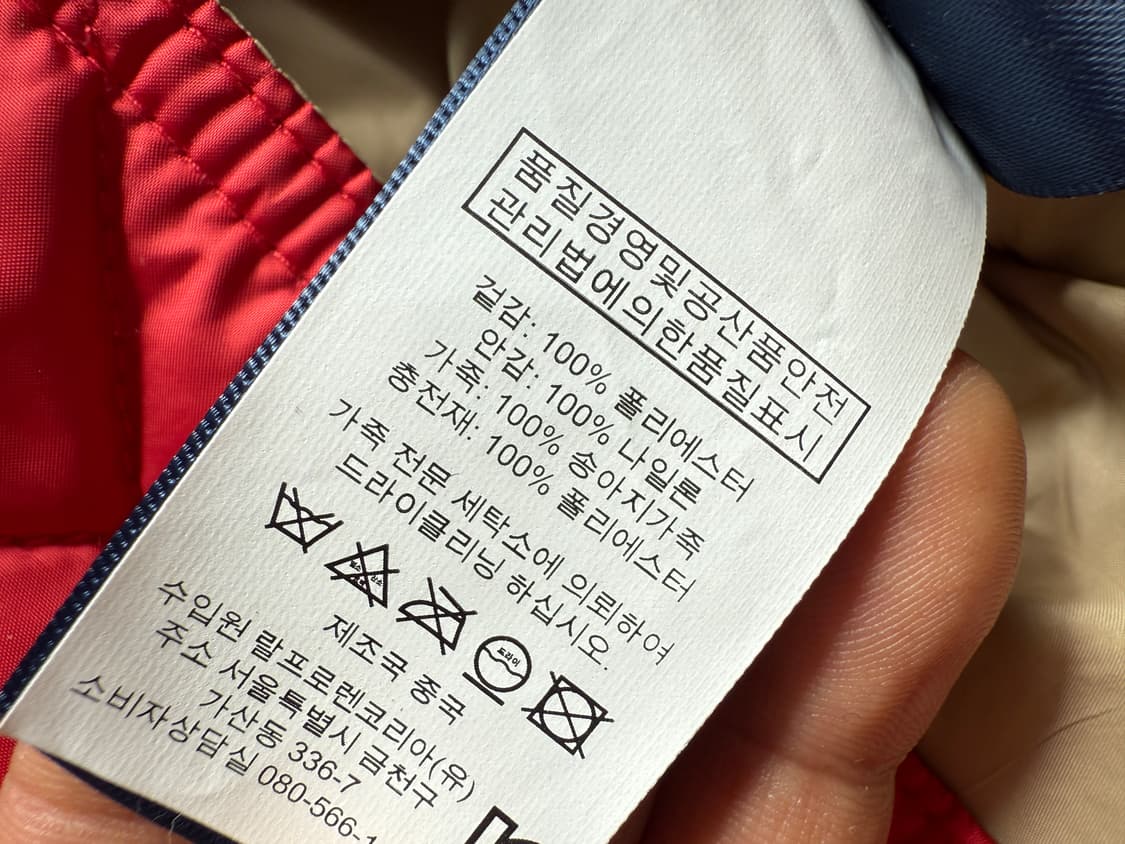 품질경영및공산품안전
관리법에의한품질표시
겉감: 100% 폴리에스터
안감: 100% 나일론
가죽: 100% 송아지가죽
충전재: 100% 폴리에스터
가죽 전문 세탁소에 의뢰하여
드라이클리닝 하십시오.
드라이
제조국 중국
수입원 랄프로렌코리아(유)
주소 서울특별시 금천구
가산동 336-7
소비자상담실 080-566-